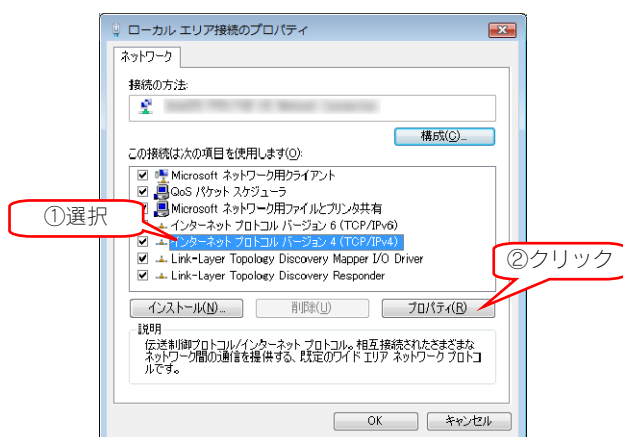 ローカル エリア接続のプロパティ
ネットワーク
接続の方法:
構成(C)...
この接続は次の項目を使用します(O):
Microsoft ネットワーク用クライアント
QoS パケット スケジューラ
Microsoft ネットワーク用ファイルとプリンタ共有
インターネット プロトコル バージョン 6 (TCP/IPv6)
インターネット プロトコル バージョン 4 (TCP/IPv4)
Link-Layer Topology Discovery Mapper I/O Driver
Link-Layer Topology Discovery Responder
①選択
②クリック
インストール(N)...
削除(U)
プロパティ(R)
説明
伝送制御プロトコル/インターネット プロトコル。相互接続されたさまざまな
ネットワーク間の通信を提供する、既定のワイド エリア ネットワーク プロトコ
ルです。
OK
キャンセル